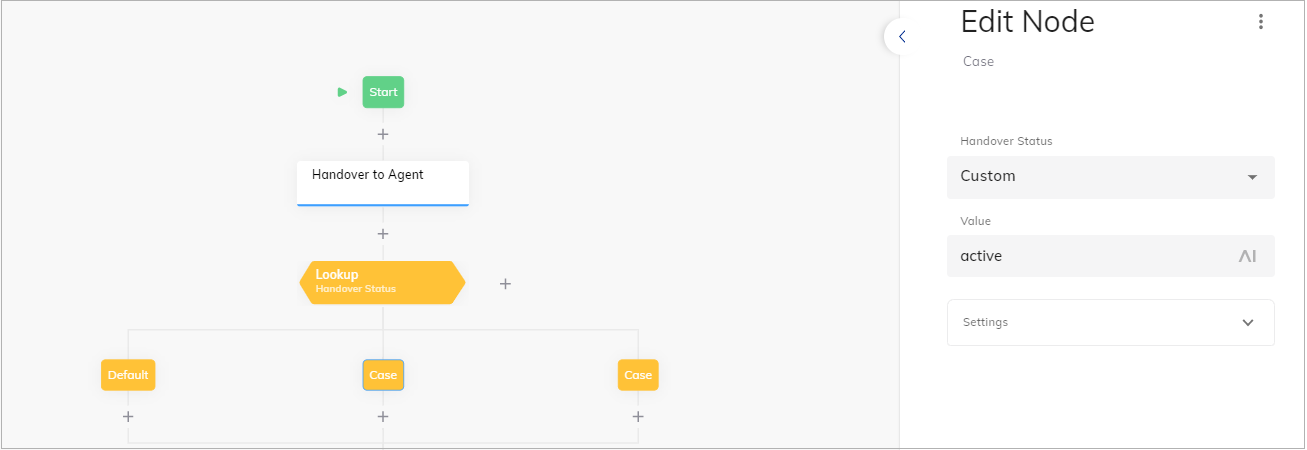 Start
Handover to Agent
Lookup
Handover Status
Default
Case
Case
Edit Node
Case
Handover Status
Custom
Value
active
AI
Settings